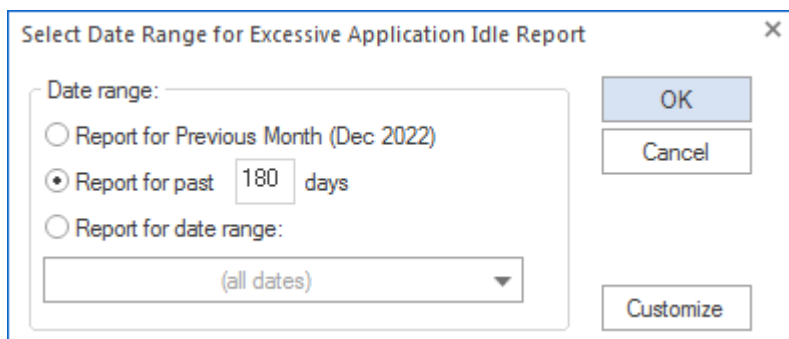 Select Date Range for Excessive Application Idle Report
Date range:
Report for Previous Month (Dec 2022)
Report for past 180 days
Report for date range:
(all dates)
OK
Cancel
Customize